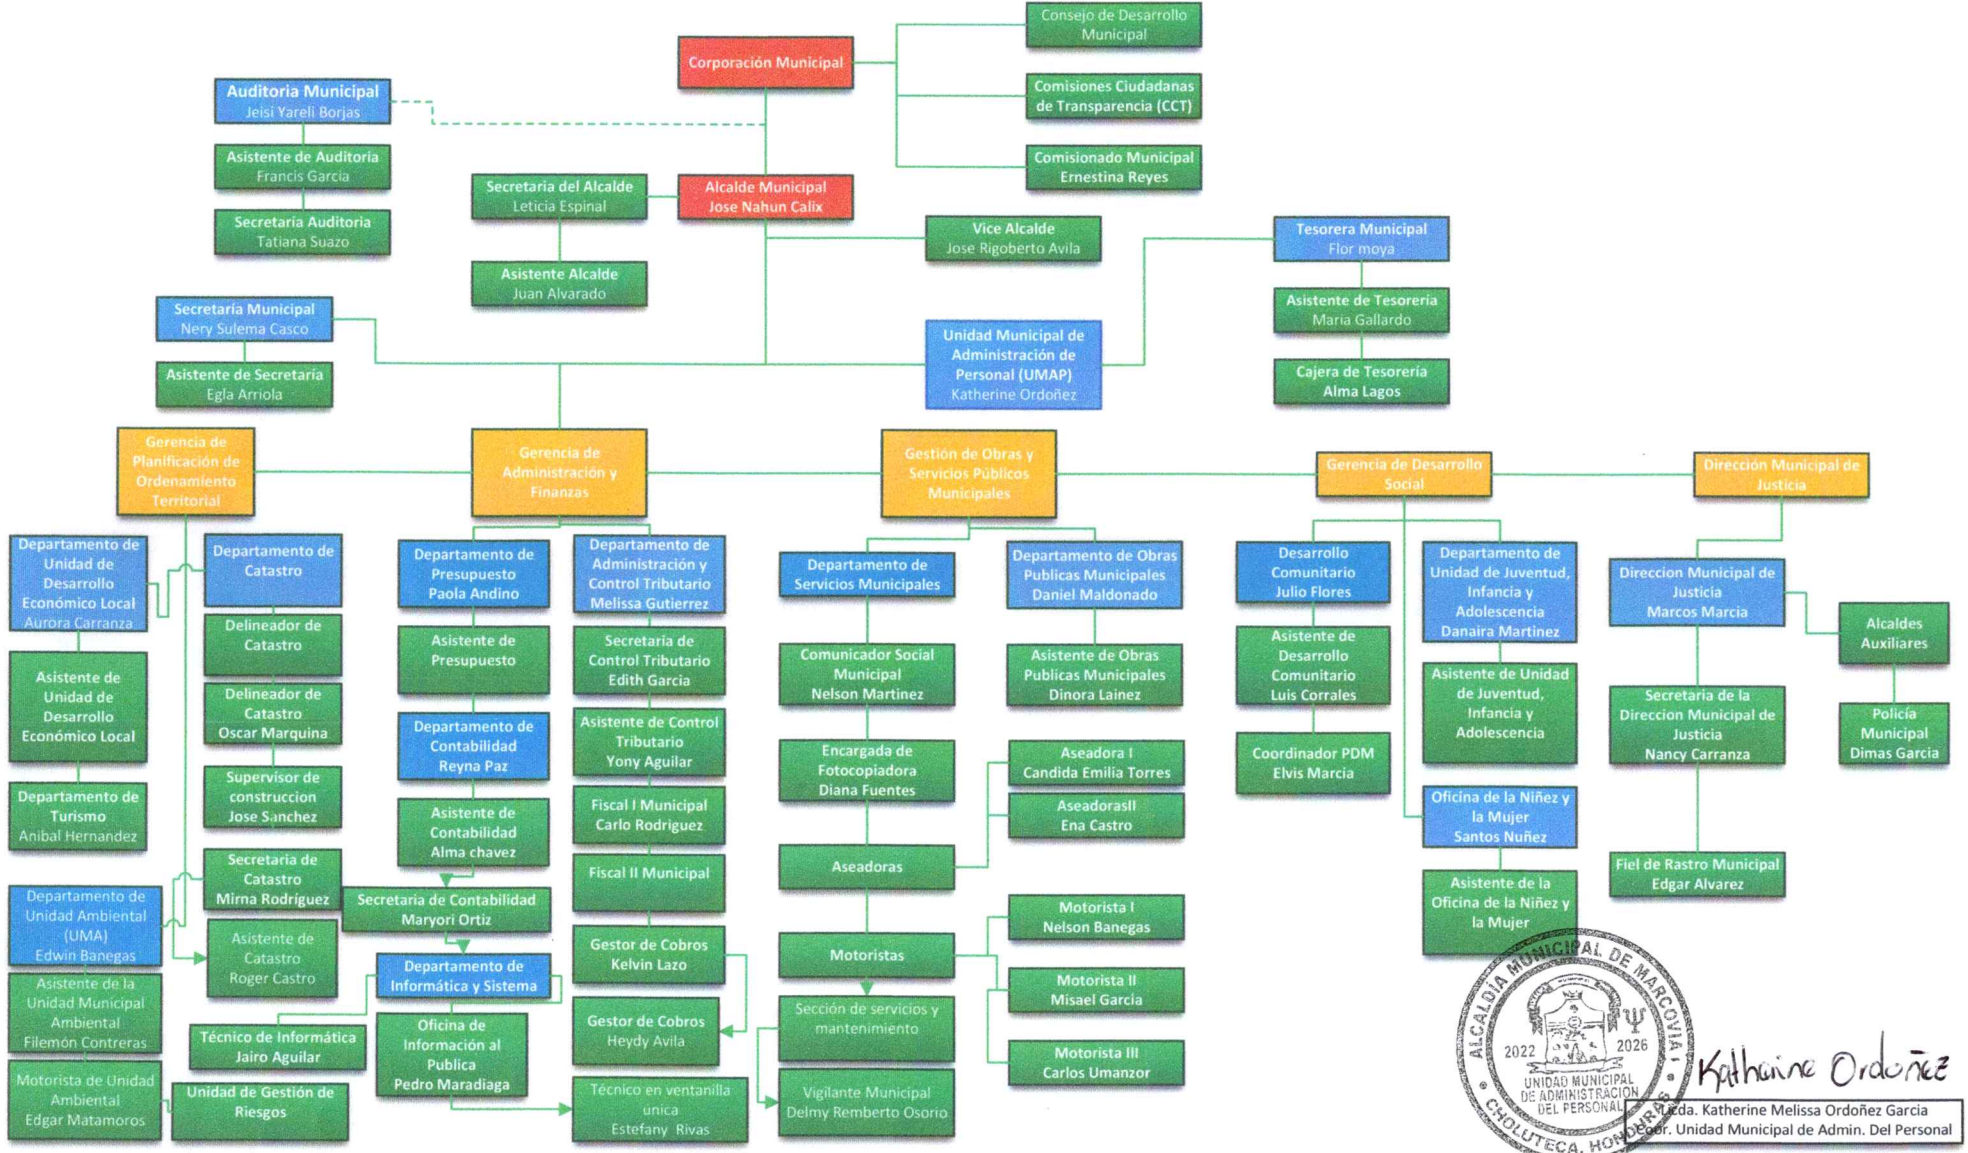 Consejo de Desarrollo
Municipal
Corporación Municipal
Comisiones Ciudadanas
de Transparencia (CCT)
Comisionado Municipal
Ernestina Reyes
Auditoria Municipal
Jeisi Yareli Borjas
Asistente de Auditoria
Francis Garcia
Secretaria Auditoria
Tatiana Suazo
Secretaria del Alcalde
Leticia Espinal
Asistente Alcalde
Juan Alvarado
Alcalde Municipal
Jose Nahun Calix
Vice Alcalde
Jose Rigoberto Avila
Tesorera Municipal
Flor moya
Asistente de Tesorería
Maria Gallardo
Cajera de Tesorería
Alma Lagos
Secretaría Municipal
Nery Sulema Casco
Asistente de Secretaría
Egla Arriola
Unidad Municipal de
Administración de
Personal (UMAP)
Katherine Ordoñez
Gerencia de
Planificación de
Ordenamiento
Territorial
Gerencia de
Administración y
Finanzas
Gestión de Obras y
Servicios Públicos
Municipales
Gerencia de Desarrollo
Social
Dirección Municipal de
Justicia
Departamento de
Unidad de
Desarrollo
Económico Local
Aurora Carranza
Asistente de
Unidad de
Desarrollo
Económico Local
Departamento de
Turismo
Anibal Hernandez
Departamento de
Unidad Ambiental
(UMA)
Edwin Banegas
Asistente de la
Unidad Municipal
Ambiental
Filemón Contreras
Motorista de Unidad
Ambiental
Edgar Matamoros
Unidad de Gestión de
Riesgos
Departamento de
Catastro
Delineador de
Catastro
Delineador de
Catastro
Oscar Marquina
Supervisor de
construccion
Jose Sanchez
Secretaria de
Catastro
Mirna Rodríguez
Asistente de
Catastro
Roger Castro
Departamento de
Presupuesto
Paola Andino
Asistente de
Presupuesto
Departamento de
Contabilidad
Reyna Paz
Asistente de
Contabilidad
Alma chavez
Secretaria de Contabilidad
Maryori Ortiz
Departamento de
Informática y Sistema
Técnico de Informática
Jairo Aguilar
Oficina de
Información al
Publica
Pedro Maradiaga
Departamento de
Administración y
Control Tributario
Melissa Gutierrez
Secretaria de
Control Tributario
Edith Garcia
Asistente de Control
Tributario
Yony Aguilar
Fiscal I Municipal
Carlo Rodriguez
Fiscal II Municipal
Gestor de Cobros
Kelvin Lazo
Gestor de Cobros
Heydy Avila
Técnico en ventanilla
unica
Estefany Rivas
Departamento de
Servicios Municipales
Comunicador Social
Municipal
Nelson Martinez
Encargada de
Fotocopiadora
Diana Fuentes
Aseadoras
Motoristas
Sección de servicios y
mantenimiento
Vigilante Municipal
Delmy Remberto Osorio
Departamento de Obras
Publicas Municipales
Daniel Maldonado
Asistente de Obras
Publicas Municipales
Dinora Lainez
Aseadora I
Candida Emilia Torres
AseadorasII
Ena Castro
Motorista I
Nelson Banegas
Motorista II
Misael Garcia
Motorista III
Carlos Umanzor
Desarrollo
Comunitario
Julio Flores
Asistente de
Desarrollo
Comunitario
Luis Corrales
Coordinador PDM
Elvis Marcia
Departamento de
Unidad de Juventud,
Infancia y
Adolescencia
Danaira Martinez
Asistente de Unidad
de Juventud,
Infancia y
Adolescencia
Oficina de la Niñez y
la Mujer
Santos Nuñez
Asistente de la
Oficina de la Niñez y
la Mujer
Direccion Municipal de
Justicia
Marcos Marcia
Secretaria de la
Direccion Municipal de
Justicia
Nancy Carranza
Fiel de Rastro Municipal
Edgar Alvarez
Alcaldes
Auxiliares
Policía
Municipal
Dimas Garcia
ALCALDIA MUNICIPAL DE MARCOVIA
2022 2026
UNIDAD MUNICIPAL
DE ADMINISTRACIÓN
DEL PERSONAL
CHOLUTECA, HONDURAS
Katherine Ordoñez
Licda. Katherine Melissa Ordoñez Garcia
Coor. Unidad Municipal de Admin. Del Personal